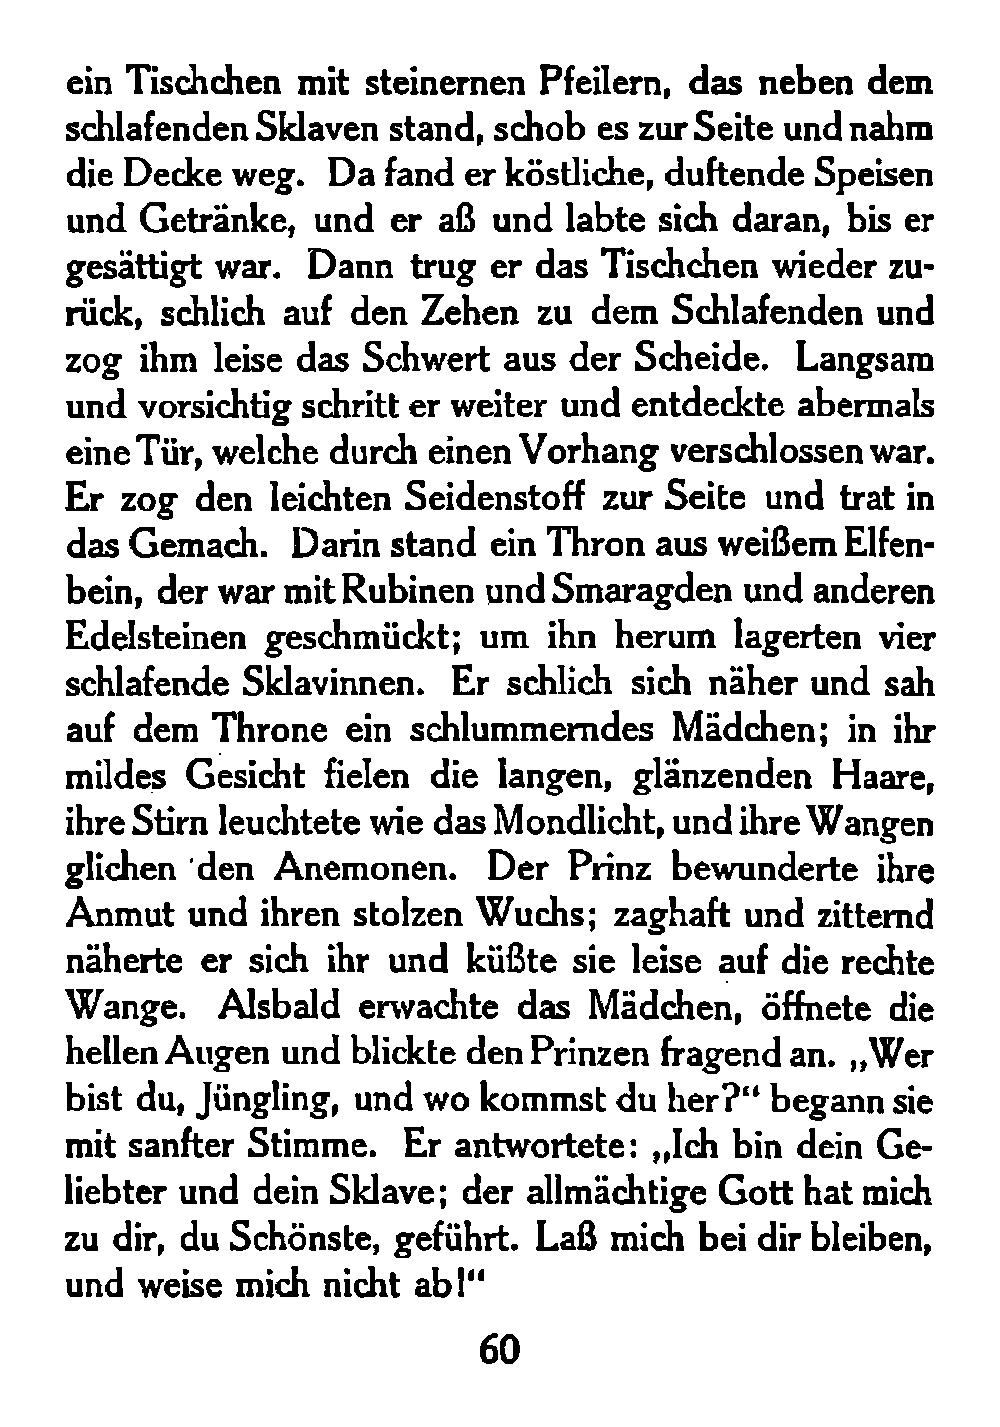 ein Tischchen mit steinernen Pfeilern, das neben dem
schlafenden Sklaven stand, schob es zur Seite und nahm
die Decke weg. Da fand er köstliche, duftende Speisen
und Getränke, und er aß und labte sich daran, bis er
gesättigt war. Dann trug er das Tischchen wieder zu-
rück, schlich auf den Zehen zu dem Schlafenden und
zog ihm leise das Schwert aus der Scheide. Langsam
und vorsichtig schritt er weiter und entdeckte abermals
eine Tür, welche durch einen Vorhang verschlossen war.
Er zog den leichten Seidenstoff zur Seite und trat in
das Gemach. Darin stand ein Thron aus weißem Elfen-
bein, der war mit Rubinen und Smaragden und anderen
Edelsteinen geschmückt; um ihn herum lagerten vier
schlafende Sklavinnen. Er schlich sich näher und sah
auf dem Throne ein schlummerndes Mädchen; in ihr
mildes Gesicht fielen die langen, glänzenden Haare,
ihre Stirn leuchtete wie das Mondlicht, und ihre Wangen
glichen den Anemonen. Der Prinz bewunderte ihre
Anmut und ihren stolzen Wuchs; zaghaft und zitternd
näherte er sich ihr und küßte sie leise auf die rechte
Wange. Alsbald erwachte das Mädchen, öffnete die
hellen Augen und blickte den Prinzen fragend an. „Wer
bist du, Jüngling, und wo kommst du her?“ begann sie
mit sanfter Stimme. Er antwortete: „Ich bin dein Ge-
liebter und dein Sklave; der allmächtige Gott hat mich
zu dir, du Schönste, geführt. Laß mich bei dir bleiben,
und weise mich nicht ab!“
60